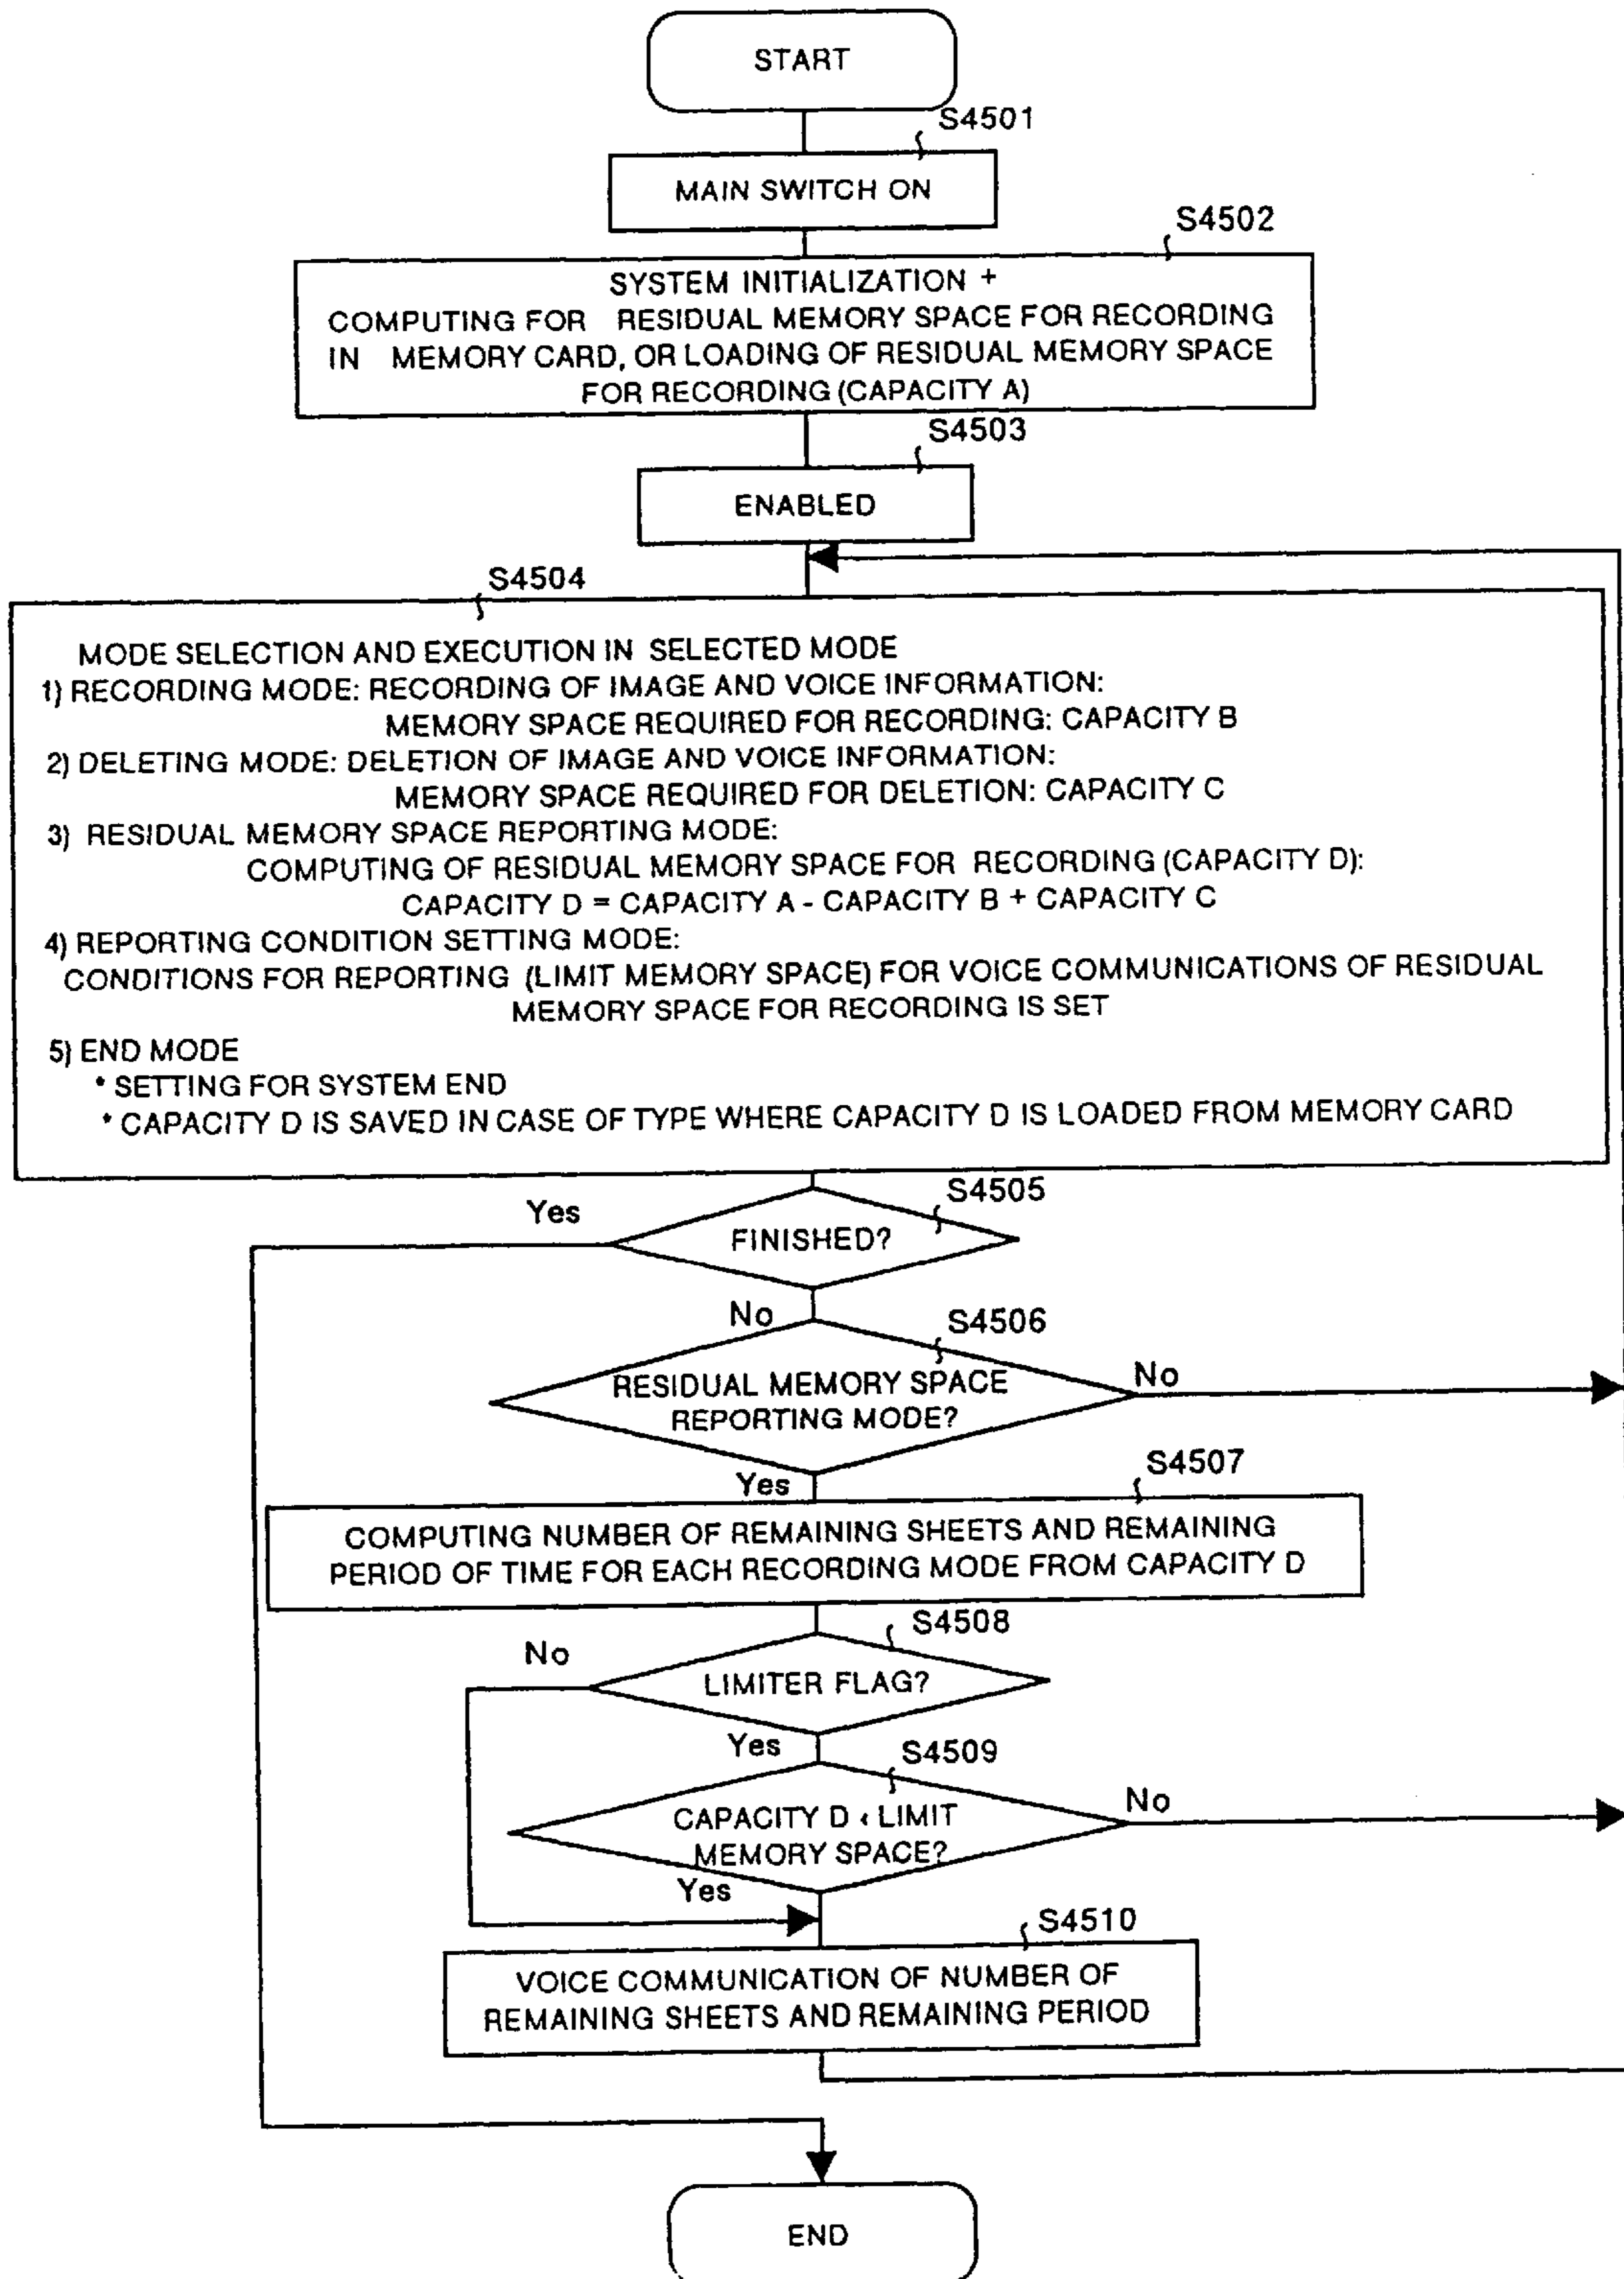 START
S4501
MAIN SWITCH ON
S4502
SYSTEM INITIALIZATION +
COMPUTING FOR RESIDUAL MEMORY SPACE FOR RECORDING
IN MEMORY CARD, OR LOADING OF RESIDUAL MEMORY SPACE
FOR RECORDING (CAPACITY A)
S4503
ENABLED
S4504
MODE SELECTION AND EXECUTION IN SELECTED MODE
1) RECORDING MODE: RECORDING OF IMAGE AND VOICE INFORMATION:
MEMORY SPACE REQUIRED FOR RECORDING: CAPACITY B
2) DELETING MODE: DELETION OF IMAGE AND VOICE INFORMATION:
MEMORY SPACE REQUIRED FOR DELETION: CAPACITY C
3) RESIDUAL MEMORY SPACE REPORTING MODE:
COMPUTING OF RESIDUAL MEMORY SPACE FOR RECORDING (CAPACITY D):
CAPACITY D = CAPACITY A - CAPACITY B + CAPACITY C
4) REPORTING CONDITION SETTING MODE:
CONDITIONS FOR REPORTING (LIMIT MEMORY SPACE) FOR VOICE COMMUNICATIONS OF RESIDUAL
MEMORY SPACE FOR RECORDING IS SET
5) END MODE
* SETTING FOR SYSTEM END
* CAPACITY D IS SAVED IN CASE OF TYPE WHERE CAPACITY D IS LOADED FROM MEMORY CARD
S4505
Yes
FINISHED?
No
S4506
RESIDUAL MEMORY SPACE
REPORTING MODE?
No
Yes
S4507
COMPUTING NUMBER OF REMAINING SHEETS AND REMAINING
PERIOD OF TIME FOR EACH RECORDING MODE FROM CAPACITY D
S4508
No
LIMITER FLAG?
Yes
S4509
CAPACITY D < LIMIT
MEMORY SPACE?
No
Yes
S4510
VOICE COMMUNICATION OF NUMBER OF
REMAINING SHEETS AND REMAINING PERIOD
END